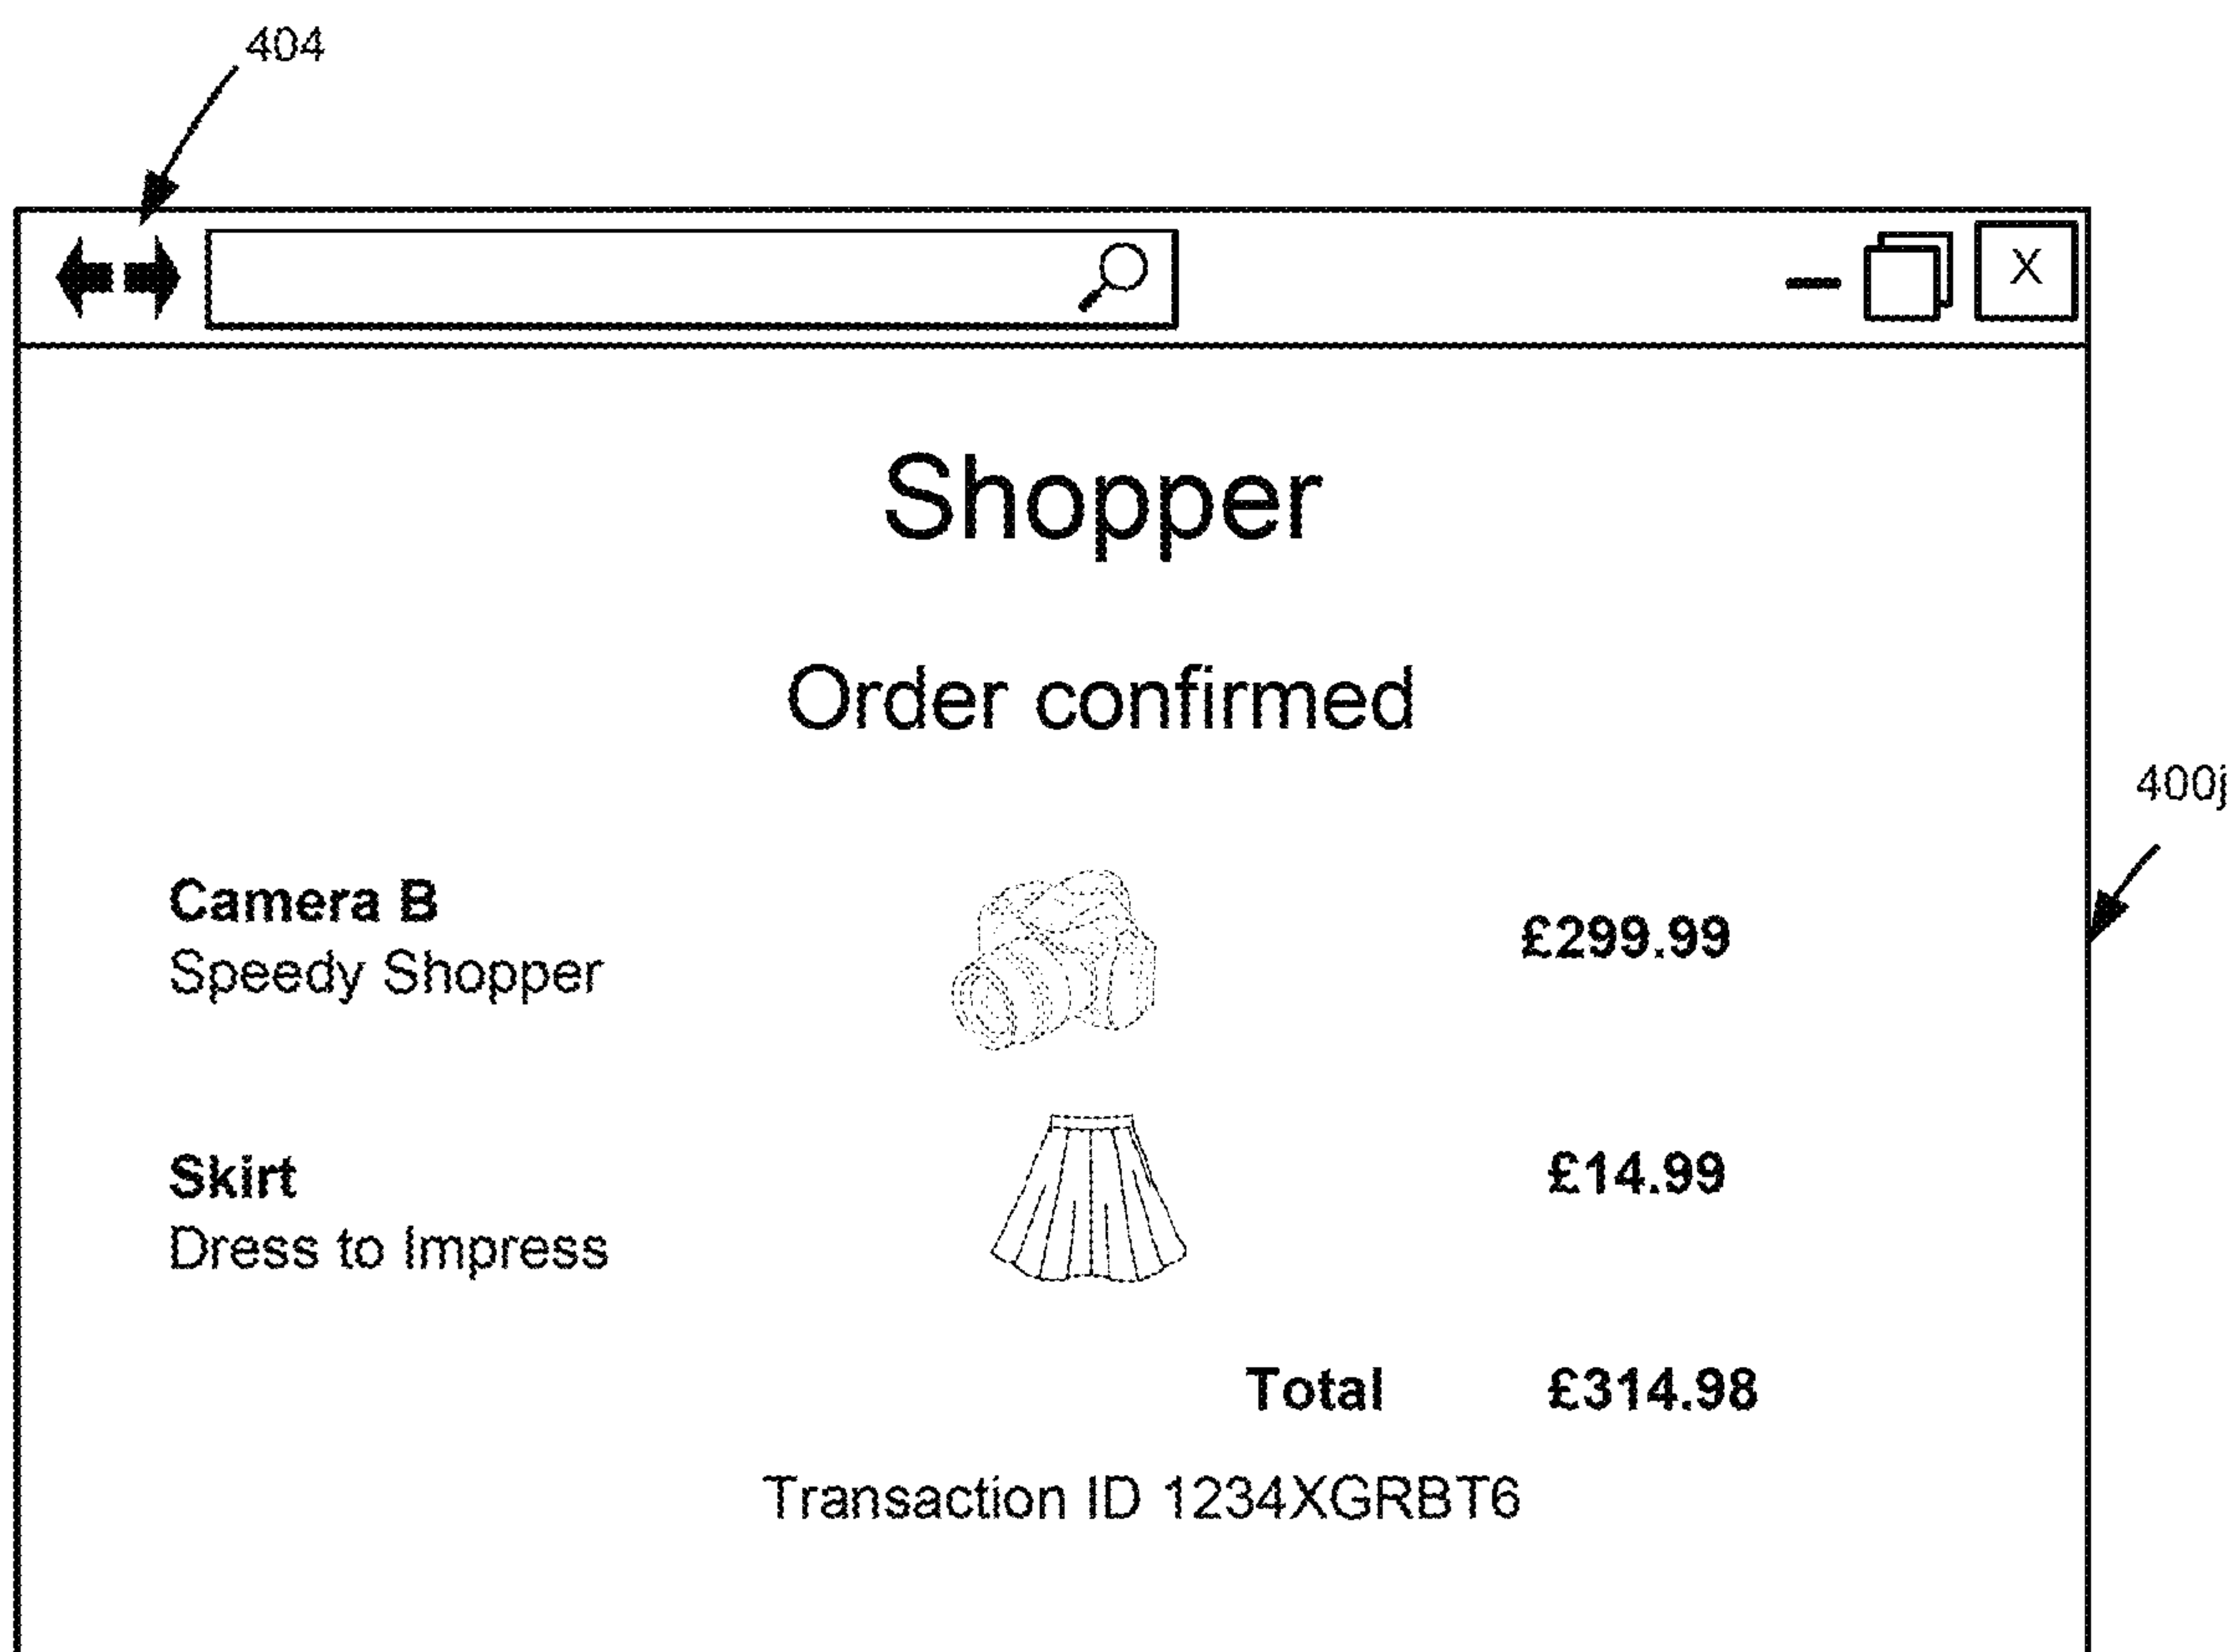 404
X
Shopper
Order confirmed
400j
Camera B
Speedy Shopper
£299.99
Skirt
Dress to Impress
£14.99
Total £314.98
Transaction ID 1234XGRBT6